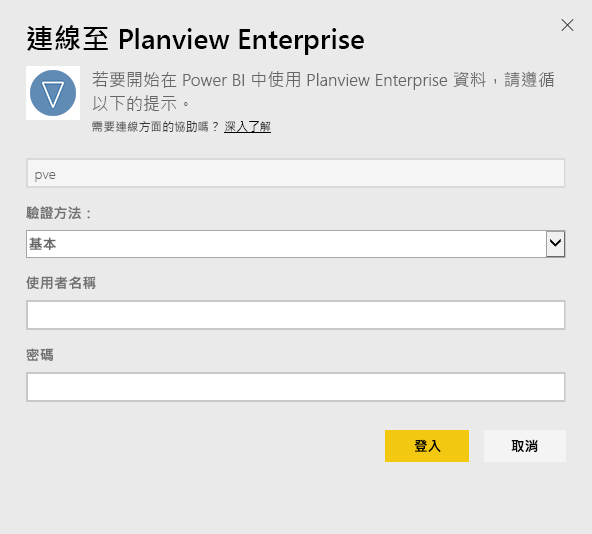 連線至 Planview Enterprise
若要開始在 Power BI 中使用 Planview Enterprise 資料，請遵循
以下的提示。
需要連線方面的協助嗎？ 深入了解
pve
驗證方法：
基本
使用者名稱
密碼
登入 取消